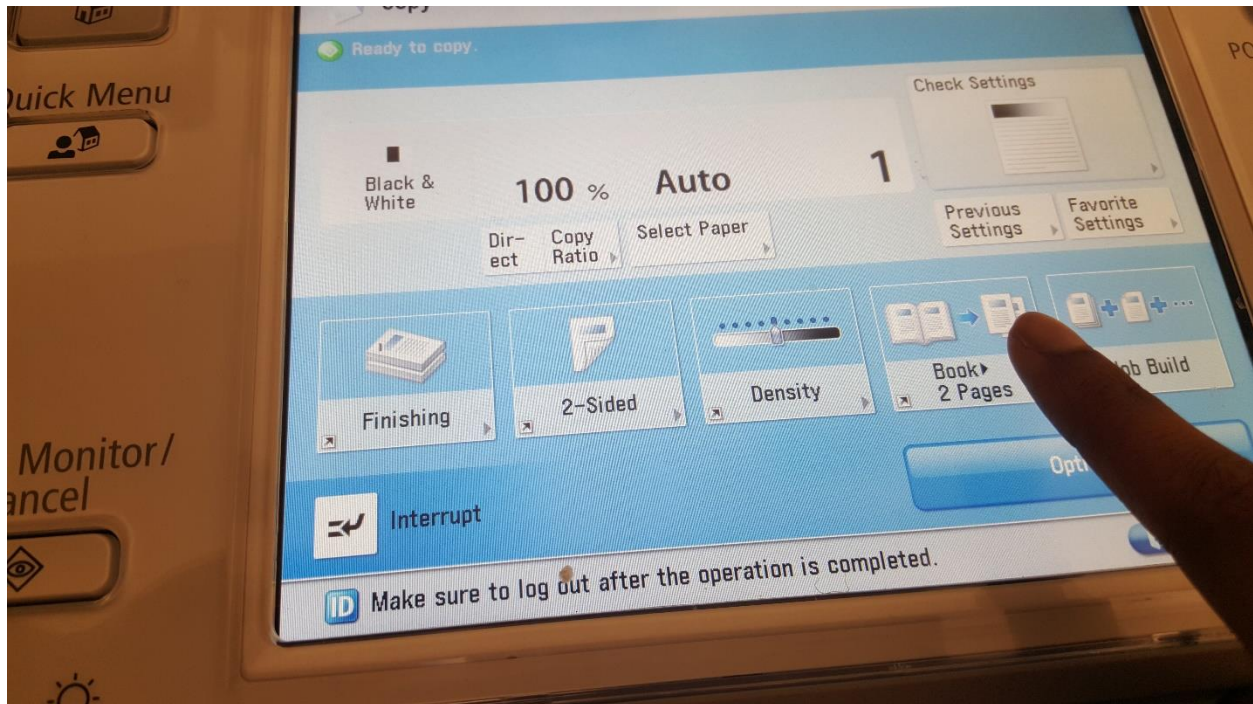 Copy
Ready to copy.
Quick Menu
Check Settings
Black &
White
100 %
Auto
1
Dir-
ect
Copy
Ratio
Select Paper
Previous
Settings
Favorite
Settings
Finishing
2-Sided
Density
Book▸
2 Pages
Build
Monitor/
Interrupt
ID Make sure to log out after the operation is completed.